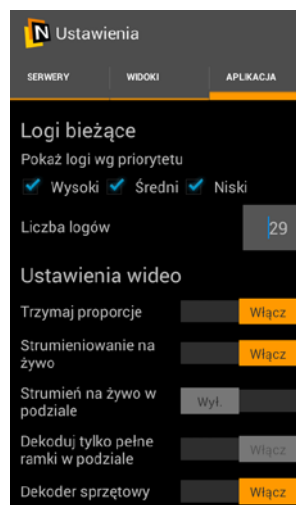 N Ustawienia
SERWERY WIDOKI APLIKACJA
Logi bieżące
Pokaż logi wg priorytetu
Wysoki Średni Niski
Liczba logów 29
Ustawienia wideo
Trzymaj proporcje Włącz
Strumieniowanie na
żywo Włącz
Strumień na żywo w
podziale Wył.
Dekoduj tylko pełne
ramki w podziale Włącz
Dekoder sprzętowy Włącz